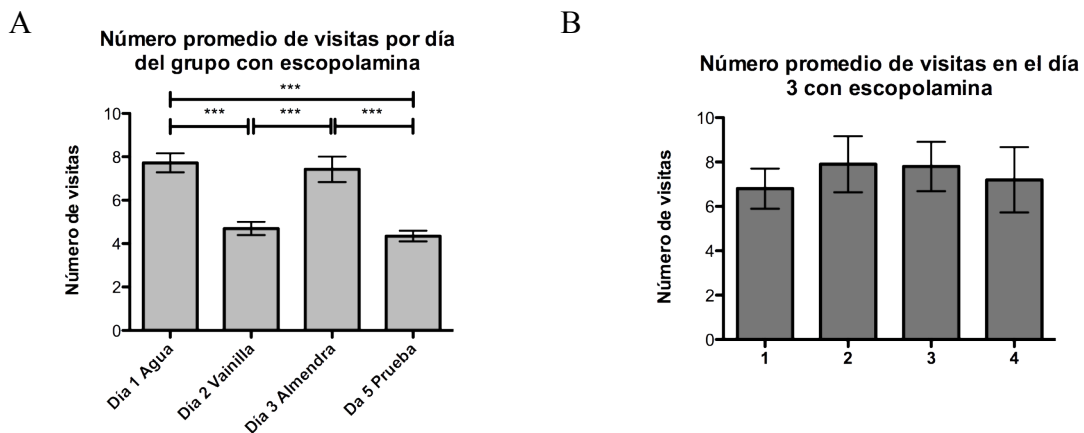 A
Número promedio de visitas por día
del grupo con escopolamina
***
*** *** ***
Número de visitas
10
8
6
4
2
0
Día 1 Agua
Día 2 Vainilla
Día 3 Almendra
Da 5 Prueba
B
Número promedio de visitas en el día
3 con escopolamina
Número de visitas
10
8
6
4
2
0
1 2 3 4